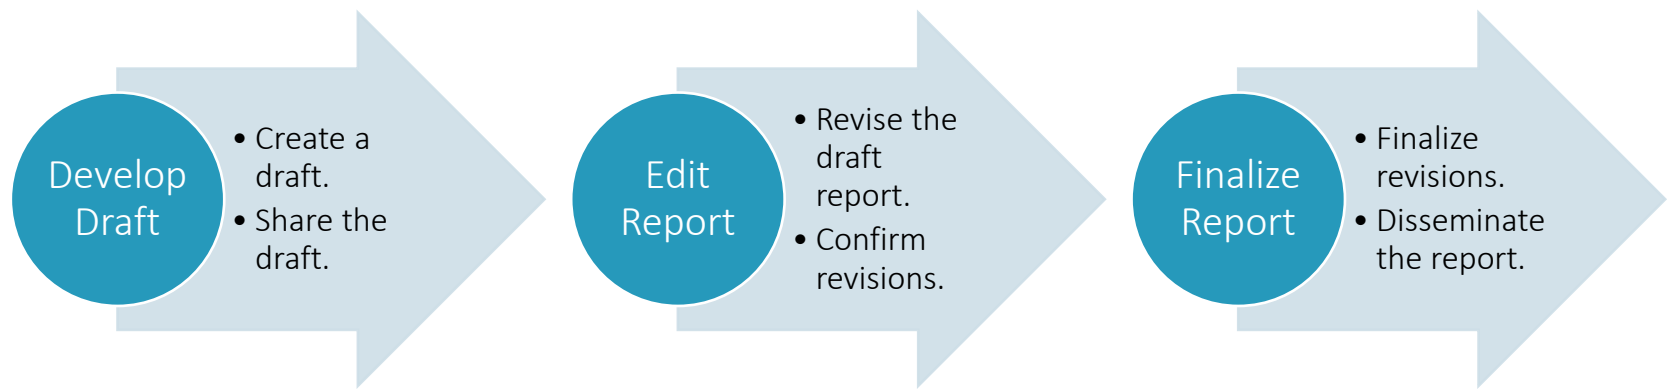 Develop
Draft
• Create a
draft.
• Share the
draft.
Edit
Report
• Revise the
draft
report.
• Confirm
revisions.
Finalize
Report
• Finalize
revisions.
• Disseminate
the report.